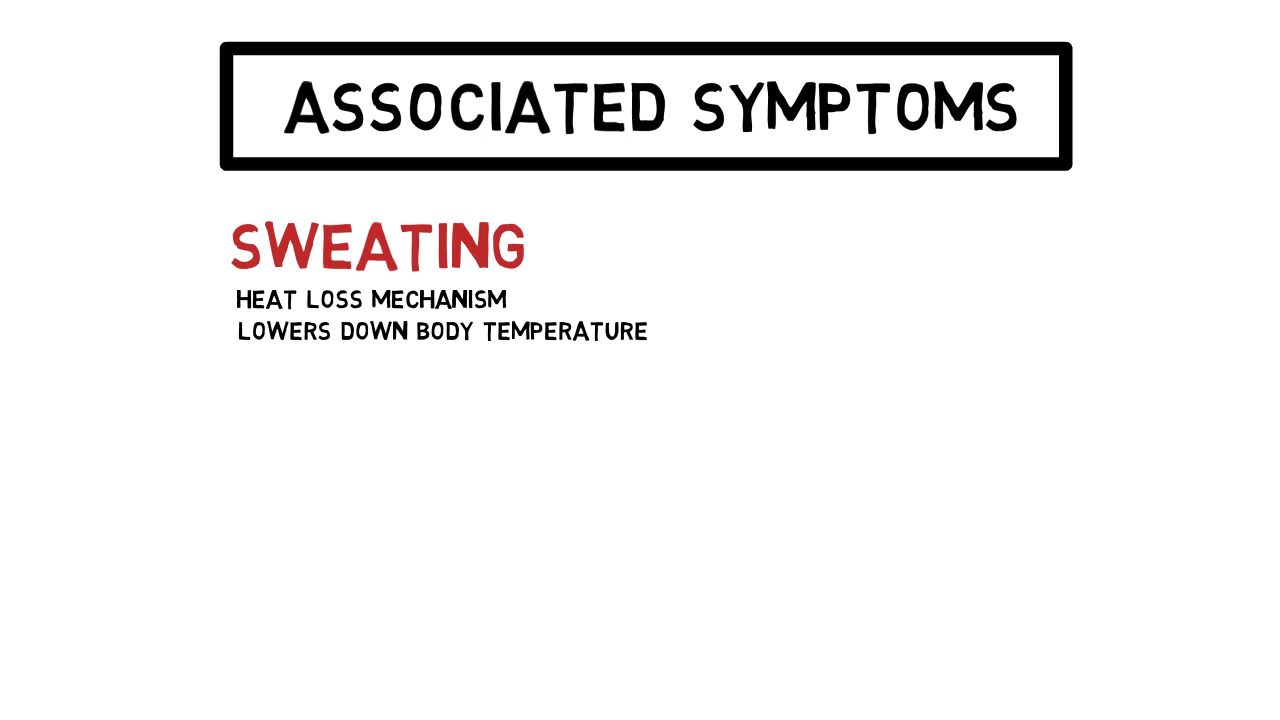 ASSOCIATED SYMPTOMS
SWEATING
HEAT LOSS MECHANISM
LOWERS DOWN BODY TEMPERATURE